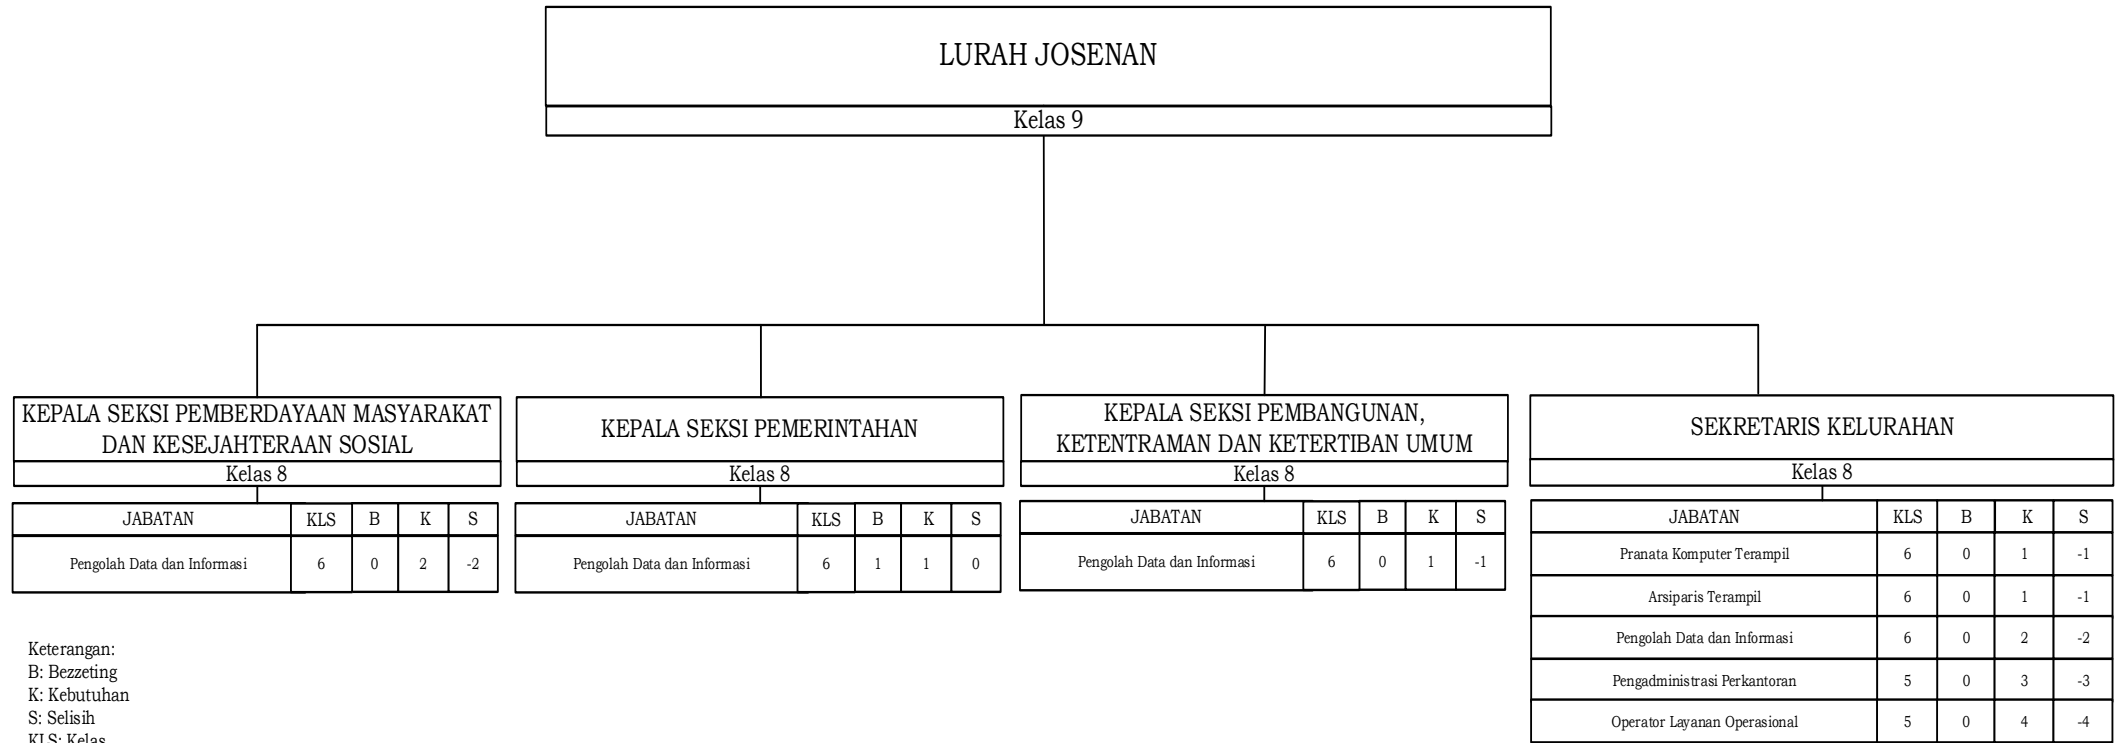 LURAH JOSENAN
Kelas 9
KEPALA SEKSI PEMBERDAYAAN MASYARAKAT
DAN KESEJAHTERAAN SOSIAL
Kelas 8
JABATAN KLS B K S
Pengolah Data dan Informasi 6 0 2 -2
KEPALA SEKSI PEMERINTAHAN
Kelas 8
JABATAN KLS B K S
Pengolah Data dan Informasi 6 1 1 0
KEPALA SEKSI PEMBANGUNAN,
KETENTRAMAN DAN KETERTIBAN UMUM
Kelas 8
JABATAN KLS B K S
Pengolah Data dan Informasi 6 0 1 -1
SEKRETARIS KELURAHAN
Kelas 8
JABATAN KLS B K S
Pranata Komputer Terampil 6 0 1 -1
Arsiparis Terampil 6 0 1 -1
Pengolah Data dan Informasi 6 0 2 -2
Pengadministrasi Perkantoran 5 0 3 -3
Operator Layanan Operasional 5 0 4 -4
Keterangan:
B: Bezzeting
K: Kebutuhan
S: Selisih
KLS: Kelas